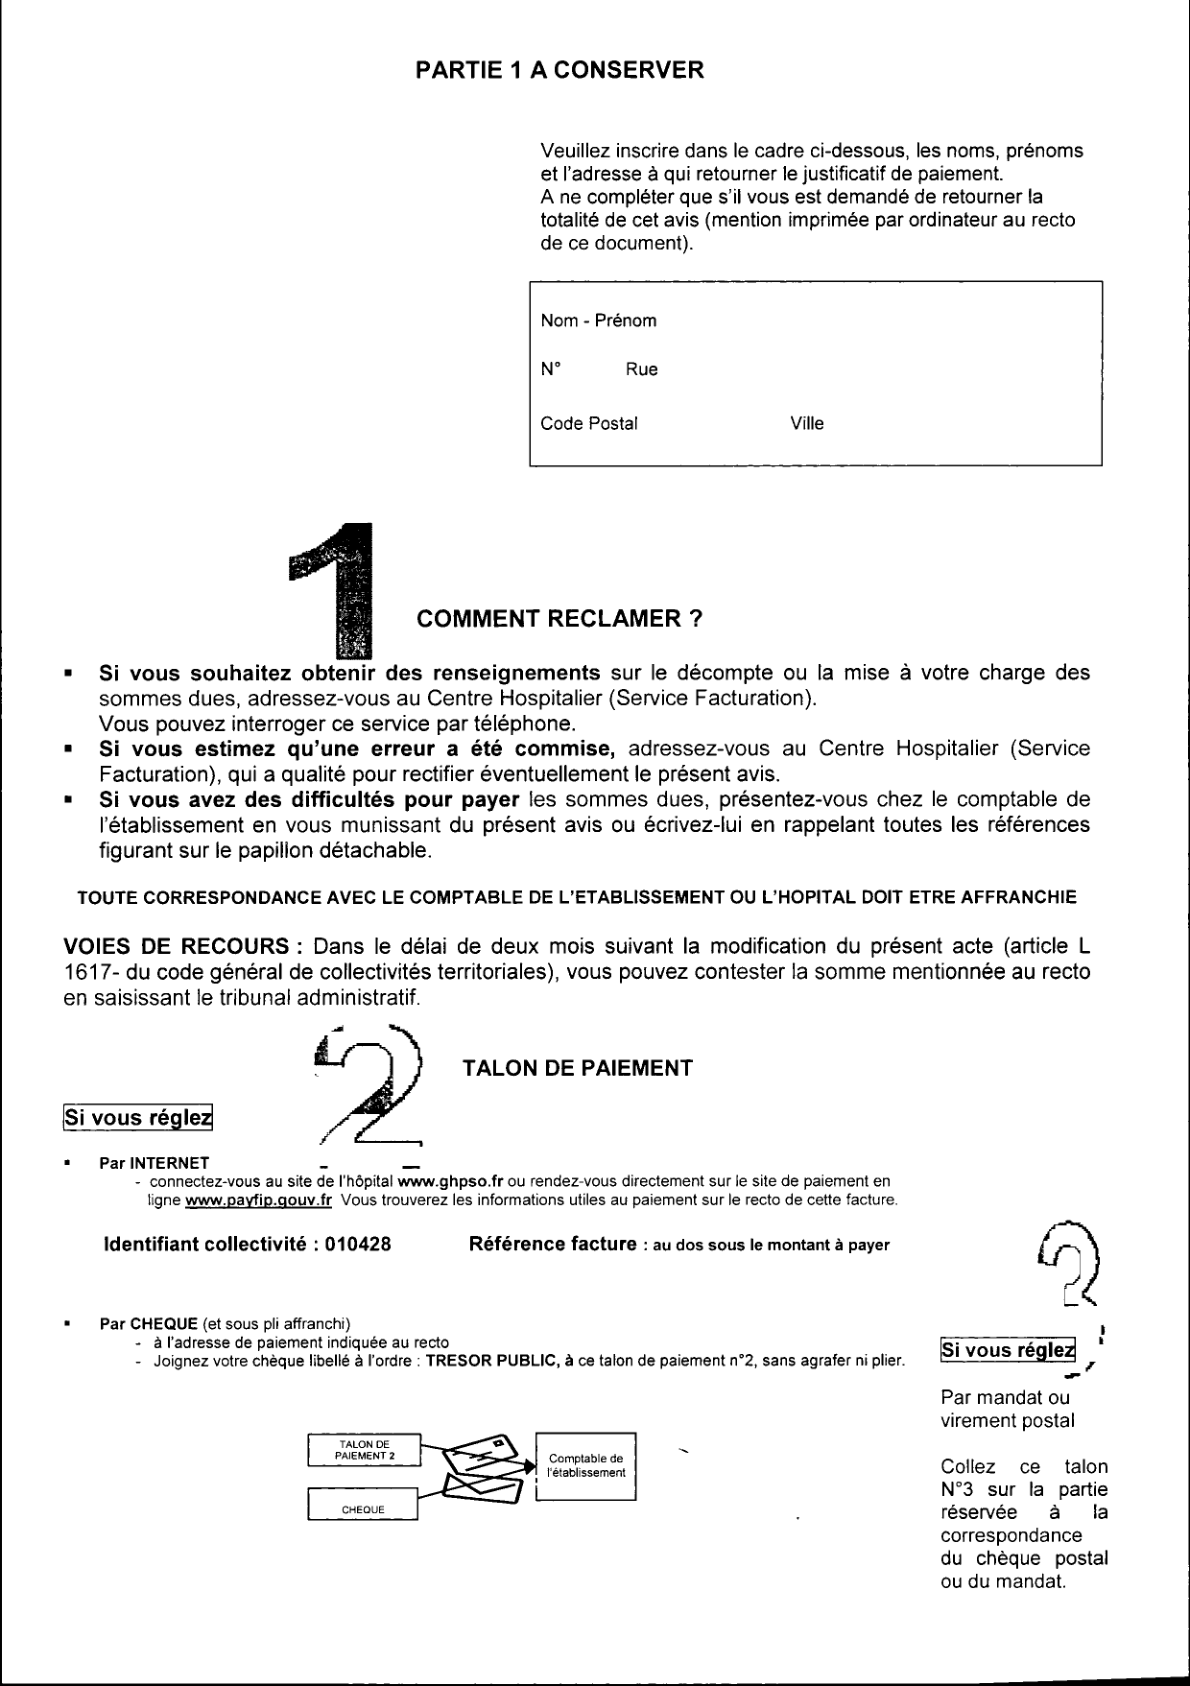 PARTIE 1 A CONSERVER
Veuillez inscrire dans le cadre ci-dessous, les noms, prénoms
et l'adresse à qui retourner le justificatif de paiement.
A ne compléter que s'il vous est demandé de retourner la
totalité de cet avis (mention imprimée par ordinateur au recto
de ce document).
Nom - Prénom
N° Rue
Code Postal Ville
1
COMMENT RECLAMER ?
▪ Si vous souhaitez obtenir des renseignements sur le décompte ou la mise à votre charge des
sommes dues, adressez-vous au Centre Hospitalier (Service Facturation).
Vous pouvez interroger ce service par téléphone.
▪ Si vous estimez qu'une erreur a été commise, adressez-vous au Centre Hospitalier (Service
Facturation), qui a qualité pour rectifier éventuellement le présent avis.
▪ Si vous avez des difficultés pour payer les sommes dues, présentez-vous chez le comptable de
l'établissement en vous munissant du présent avis ou écrivez-lui en rappelant toutes les références
figurant sur le papillon détachable.
TOUTE CORRESPONDANCE AVEC LE COMPTABLE DE L'ETABLISSEMENT OU L'HOPITAL DOIT ETRE AFFRANCHIE
VOIES DE RECOURS : Dans le délai de deux mois suivant la modification du présent acte (article L
1617- du code général de collectivités territoriales), vous pouvez contester la somme mentionnée au recto
en saisissant le tribunal administratif.
2
TALON DE PAIEMENT
Si vous réglez
▪ Par INTERNET
- connectez-vous au site de l'hôpital www.ghpso.fr ou rendez-vous directement sur le site de paiement en
ligne www.payfip.gouv.fr Vous trouverez les informations utiles au paiement sur le recto de cette facture.
Identifiant collectivité : 010428 Référence facture : au dos sous le montant à payer
▪ Par CHEQUE (et sous pli affranchi)
- à l'adresse de paiement indiquée au recto
- Joignez votre chèque libellé à l'ordre : TRESOR PUBLIC, à ce talon de paiement n°2, sans agrafer ni plier.
TALON DE
PAIEMENT 2
CHEQUE
Comptable de
l'établissement
3
Si vous réglez
Par mandat ou
virement postal
Collez ce talon
N°3 sur la partie
réservée à la
correspondance
du chèque postal
ou du mandat.